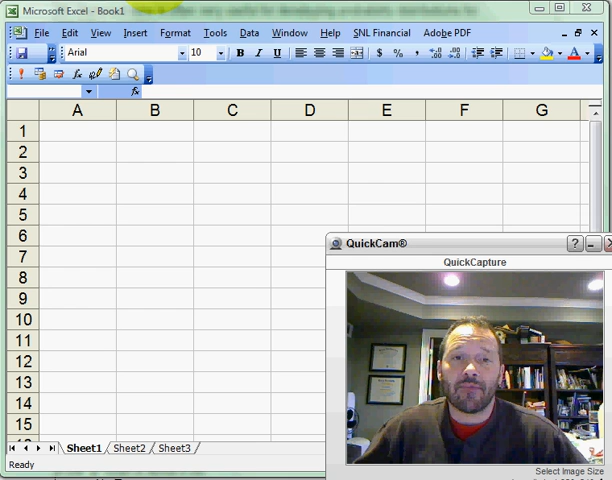 Microsoft Excel - Book1
File Edit View Insert Format Tools Data Window Help SNL Financial Adobe PDF
Arial 10 B I U $ %
fx
fx
A B C D E F G
1
2
3
4
5
6
7
8
9
10
11
12
13
14
15
QuickCam®
QuickCapture
Select Image Size
Sheet1 Sheet2 Sheet3
Ready